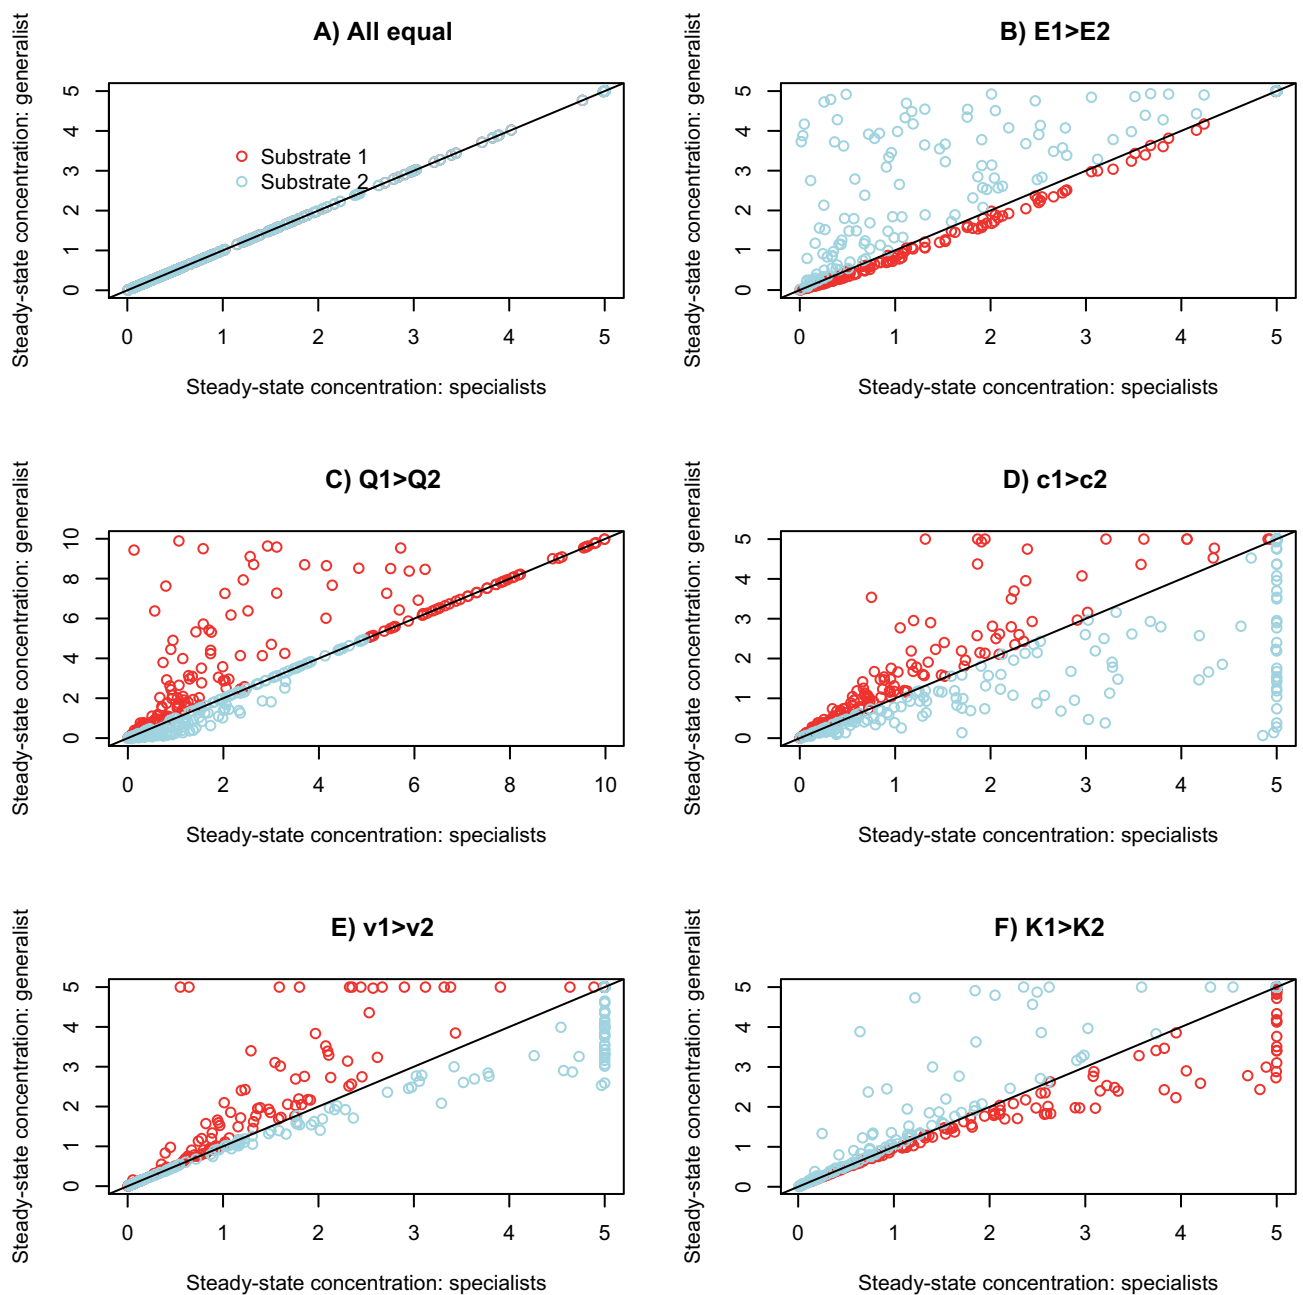 A) All equal
Steady-state concentration: generalist
5
4
3
2
1
0
Substrate 1
Substrate 2
0 1 2 3 4 5
Steady-state concentration: specialists
B) E1>E2
Steady-state concentration: generalist
5
4
3
2
1
0
0 1 2 3 4 5
Steady-state concentration: specialists
C) Q1>Q2
Steady-state concentration: generalist
10
8
6
4
2
0
0 2 4 6 8 10
Steady-state concentration: specialists
D) c1>c2
Steady-state concentration: generalist
5
4
3
2
1
0
0 1 2 3 4 5
Steady-state concentration: specialists
E) v1>v2
Steady-state concentration: generalist
5
4
3
2
1
0
0 1 2 3 4 5
Steady-state concentration: specialists
F) K1>K2
Steady-state concentration: generalist
5
4
3
2
1
0
0 1 2 3 4 5
Steady-state concentration: specialists